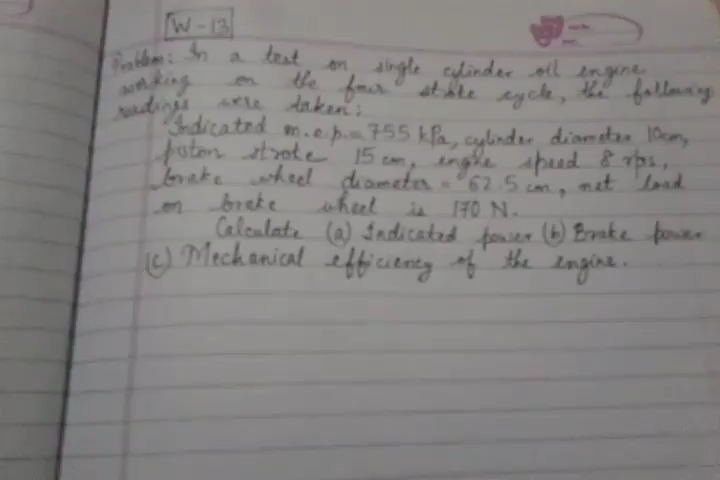 W-13
Problem: In a test on single cylinder oil engine
working on the four stroke cycle, the following
readings were taken:
Indicated m.e.p. = 755 kPa, cylinder diameter 10cm,
piston stroke 15 cm, engine speed 8 rps,
brake wheel diameter = 62.5 cm, net load
on brake wheel is 170 N.
Calculate (a) Indicated power (b) Brake power
(c) Mechanical efficiency of the engine.